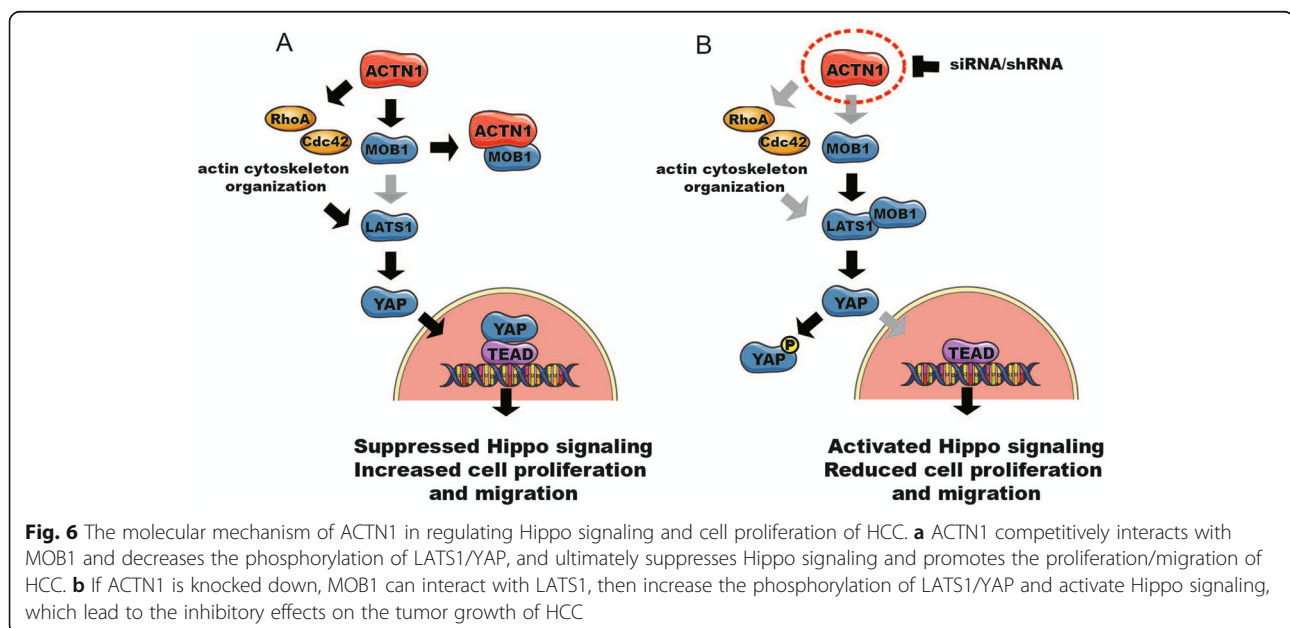 A
ACTN1
RhoA
Cdc42
MOB1
ACTN1
MOB1
actin cytoskeleton
organization
LATS1
YAP
YAP
TEAD
Suppressed Hippo signaling
Increased cell proliferation
and migration
B
ACTN1
siRNA/shRNA
RhoA
Cdc42
MOB1
actin cytoskeleton
organization
LATS1
MOB1
YAP
YAP
P
TEAD
Activated Hippo signaling
Reduced cell proliferation
and migration
Fig. 6 The molecular mechanism of ACTN1 in regulating Hippo signaling and cell proliferation of HCC. a ACTN1 competitively interacts with
MOB1 and decreases the phosphorylation of LATS1/YAP, and ultimately suppresses Hippo signaling and promotes the proliferation/migration of
HCC. b If ACTN1 is knocked down, MOB1 can interact with LATS1, then increase the phosphorylation of LATS1/YAP and activate Hippo signaling,
which lead to the inhibitory effects on the tumor growth of HCC